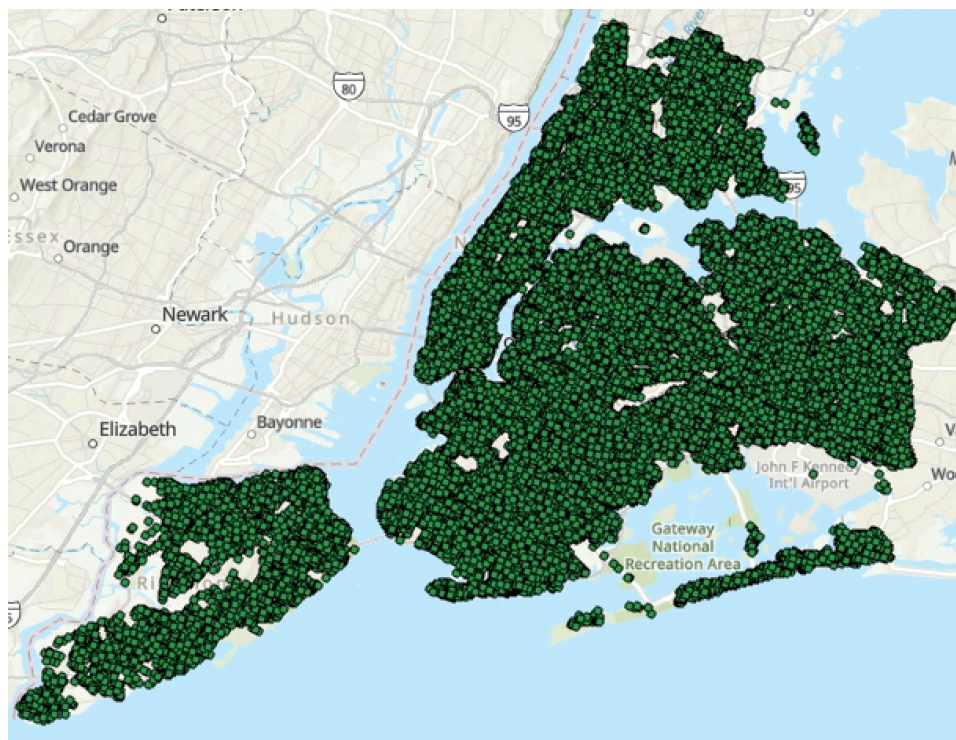 80
95
Cedar Grove
Verona
West Orange
95
Orange
Newark
Hudson
Elizabeth
Bayonne
John F Kennedy
Int'l Airport
Gateway
National
Recreation Area